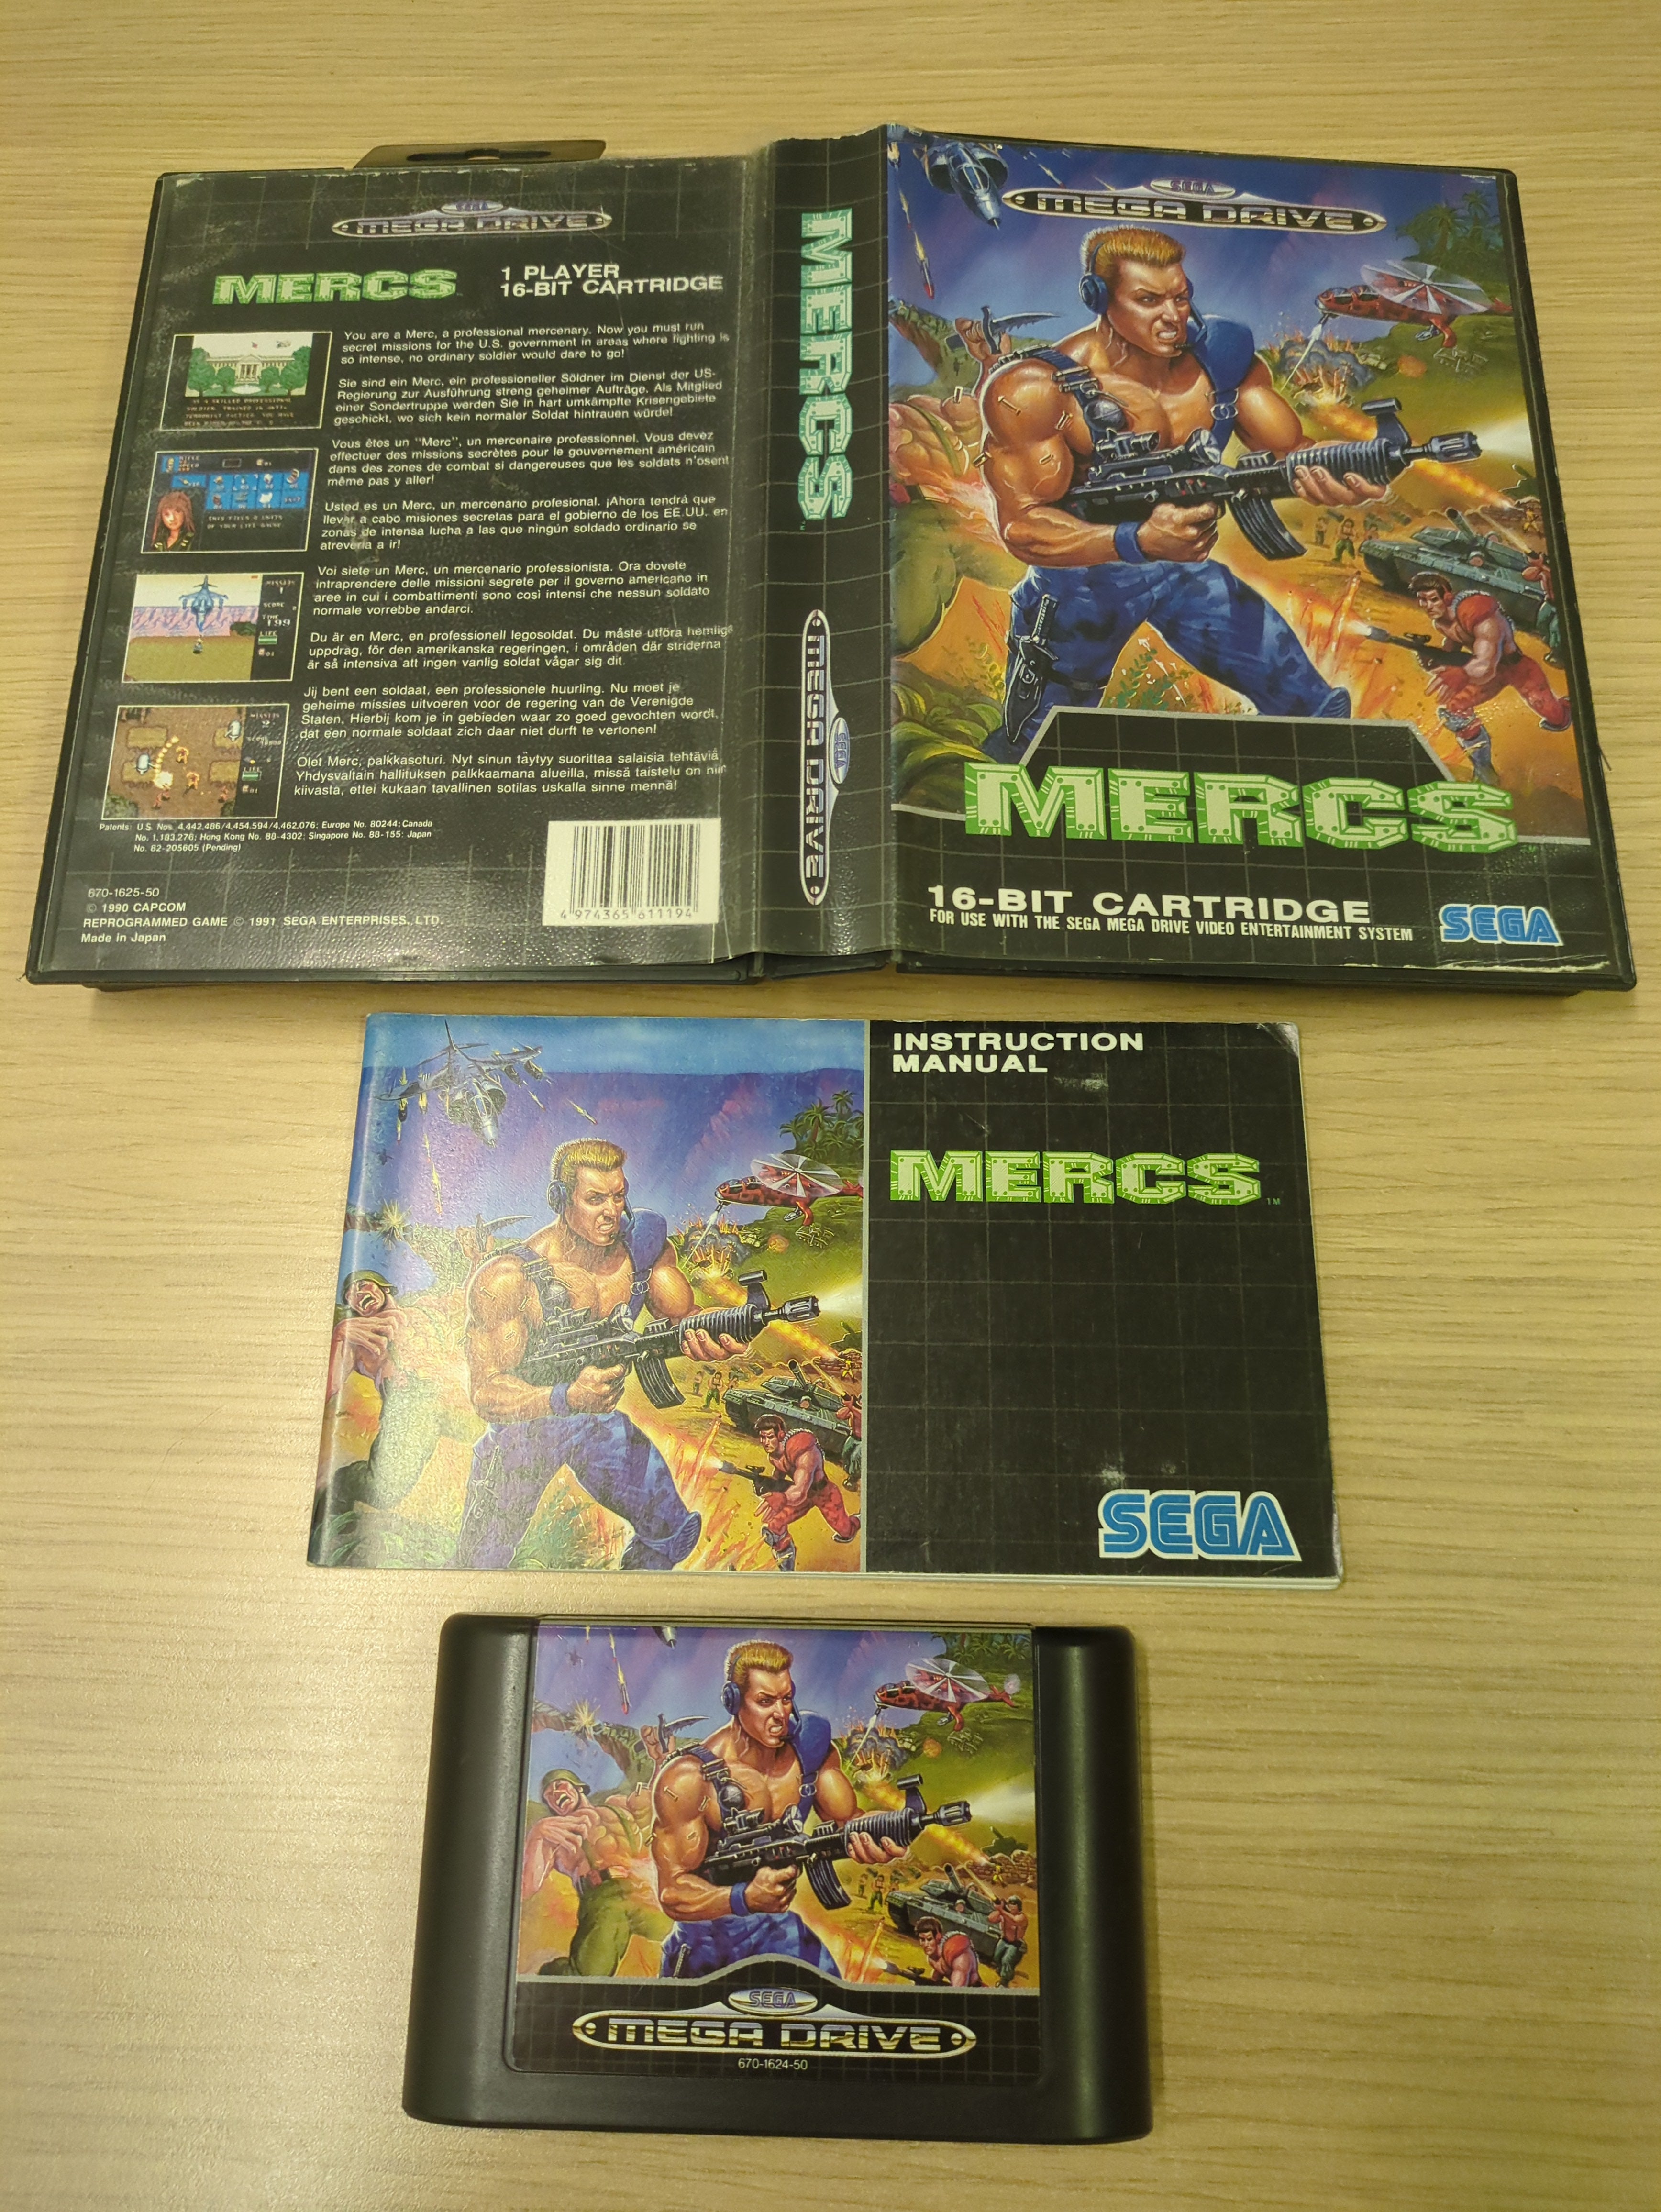 SEGA
MEGA DRIVE
MERCS
1 PLAYER
16-BIT CARTRIDGE
You are a Merc, a professional mercenary. Now you must run
secret missions for the U.S. government in areas where fighting is
so intense, no ordinary soldier would dare to go!
Sie sind ein Merc, ein professioneller Söldner im Dienst der US-
Regierung zur Ausführung streng geheimer Aufträge. Als Mitglied
einer Sondertruppe werden Sie in hart umkämpfte Krisengebiete
geschickt, wo sich kein normaler Soldat hintrauen würde!
Vous êtes un "Merc", un mercenaire professionnel. Vous devez
effectuer des missions secrètes pour le gouvernement américain
dans des zones de combat si dangereuses que les soldats n'osent
même pas y aller!
Usted es un Merc, un mercenario profesional. ¡Ahora tendrá que
llevar a cabo misiones secretas para el gobierno de los EE.UU. en
zonas de intensa lucha a las que ningún soldado ordinario se
atrevería a ir!
Voi siete un Merc, un mercenario professionista. Ora dovete
intraprendere delle missioni segrete per il governo americano in
aree in cui i combattimenti sono così intensi che nessun soldato
normale vorrebbe andarci.
Du är en Merc, en professionell legosoldat. Du måste utföra hemliga
uppdrag, för den amerikanska regeringen, i områden där striderna
är så intensiva att ingen vanlig soldat vågar sig dit.
Jij bent een soldaat, een professionele huurling. Nu moet je
geheime missies uitvoeren voor de regering van de Verenigde
Staten. Hierbij kom je in gebieden waar zo goed gevochten wordt,
dat een normale soldaat zich daar niet durft te vertonen!
Olet Merc, palkkasoturi. Nyt sinun täytyy suorittaa salaisia tehtäviä
Yhdysvaltain hallituksen palkkaamana alueilla, missä taistelu on niin
kiivasta, ettei kukaan tavallinen sotilas uskalla sinne mennä!
Patents: U.S. Nos. 4,442,486/4,454,594/4,462,076; Europe No. 80244; Canada
No. 1,183,276; Hong Kong No. 88-4302; Singapore No. 88-155; Japan
No. 82-205605 (Pending)
670-1625-50
© 1990 CAPCOM
REPROGRAMMED GAME © 1991 SEGA ENTERPRISES, LTD.
Made in Japan
4 974365 611194
MERCS
SEGA
MEGA DRIVE
SEGA
MEGA DRIVE
MERCS
16-BIT CARTRIDGE
FOR USE WITH THE SEGA MEGA DRIVE VIDEO ENTERTAINMENT SYSTEM
SEGA
INSTRUCTION
MANUAL
MERCS
TM
SEGA
SEGA
MEGA DRIVE
670-1624-50